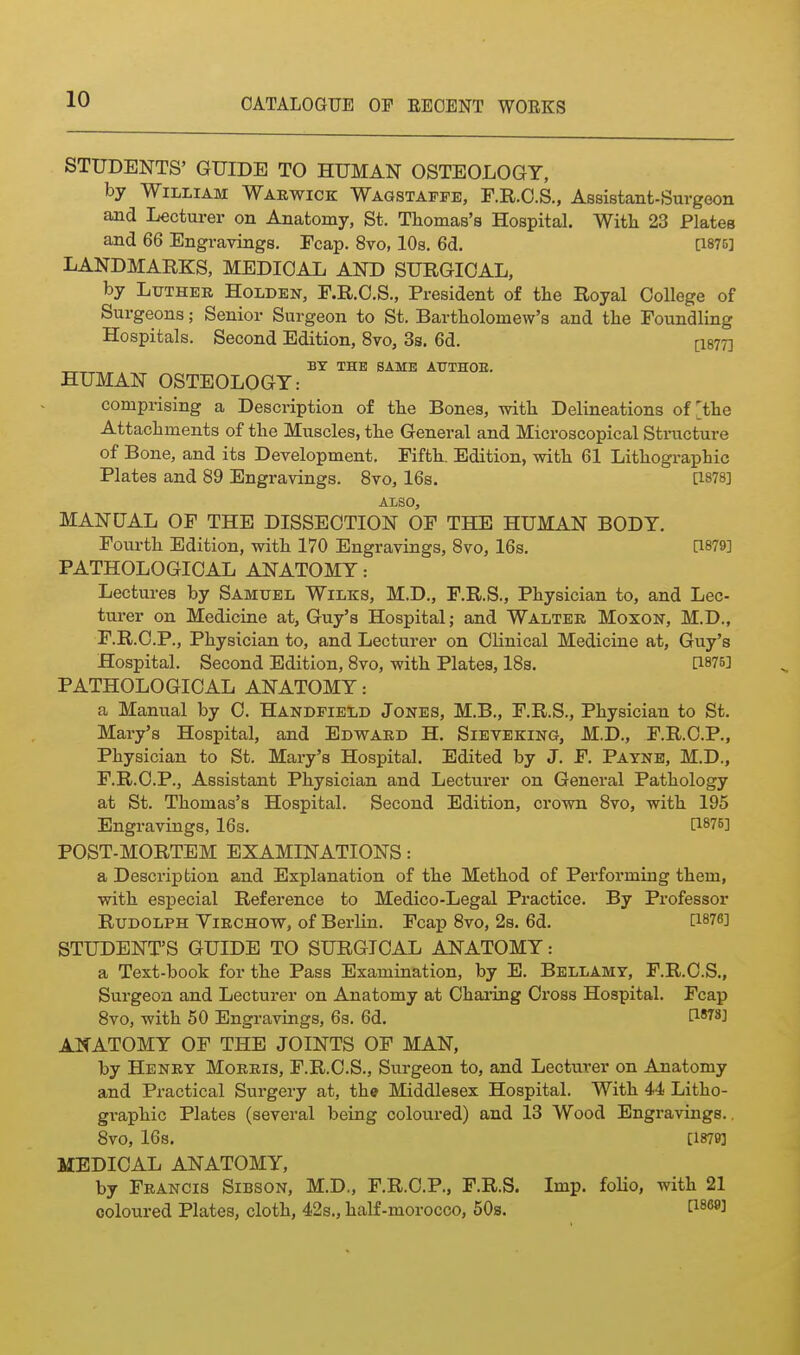 10
CATALOGUE OF RECENT WORKS
STUDENTS' GUIDE TO HUMAN OSTEOLOGY,
by William Warwick Wagstaffe, F.R.C.S., Assistant-Surgeon
and Lecturer on Anatomy, St. Thomas's Hospital. With 23 Plates
and 66 Engravings. Fcap. 8vo, 10s. 6d. [1875]
LANDMARKS, MEDICAL AND SURGICAL,
by Luther Holden, F.R.C.S., President of the Royal College of
Surgeons; Senior Surgeon to St. Bartholomew's and the Foundling
Hospitals. Second Edition, 8vo, 3s. 6d. [1877]
BY THE SAME AUTHOR.
HUMAN OSTEOLOGY:
comprising a Description of the Bones, with Delineations of the
Attachments of the Muscles, the General and Microscopical Structure
of Bone, and its Development. Fifth Edition, with 61 Lithographic
Plates and 89 Engravings. 8vo, 16s. [1878]
ALSO,
MANUAL OF THE DISSECTION OF THE HUMAN BODY.
Fourth Edition, with 170 Engravings, 8vo, 16s. [1879]
PATHOLOGICAL ANATOMY:
Lectures by Samuel Wilks, M.D., F.R.S., Physician to, and Lec-
turer on Medicine at, Guy's Hospital; and Walter Moxon, M.D.,
F.R.C.P., Physician to, and Lecturer on Clinical Medicine at, Guy's
Hospital. Second Edition, 8vo, with Plates, 18s. [1875]
PATHOLOGICAL ANATOMY:
a Manual by C. Handfield Jones, M.B., F.R.S., Physician to St.
Mary's Hospital, and Edward H. Sieveking, M.D., F.R.C.P.,
Physician to St. Mary's Hospital. Edited by J. F. Payne, M.D.,
F.R.C.P., Assistant Physician and Lecturer on General Pathology
at St. Thomas's Hospital. Second Edition, crown 8vo, with 195
Engravings, 16s. [1875]
POST-MORTEM EXAMINATIONS:
a Description and Explanation of the Method of Performing them,
with especial Reference to Medico-Legal Practice. By Professor
Rudolph Virchow, of Berlin. Fcap 8vo, 2s. 6d. [1876]
STUDENT'S GUIDE TO SURGICAL ANATOMY:
a Text-book for the Pass Examination, by E. Bellamy, F.R.C.S.,
Surgeon and Lecturer on Anatomy at Charing Cross Hospital. Fcap
8vo, with 50 Engravings, 6s. 6d. [1873]
ANATOMY OF THE JOINTS OF MAN,
by Henry Morris, F.R.C.S., Surgeon to, and Lecturer on Anatomy
and Practical Surgery at, the Middlesex Hospital. With 44 Litho-
graphic Plates (several being coloured) and 13 Wood Engravings.
8vo, 16s. [1879]
MEDICAL ANATOMY,
by Francis Sibson, M.D., F.R.C.P., F.R.S. Imp. folio, with 21
coloured Plates, cloth, 42s., half-morocco, 50s. [1869]